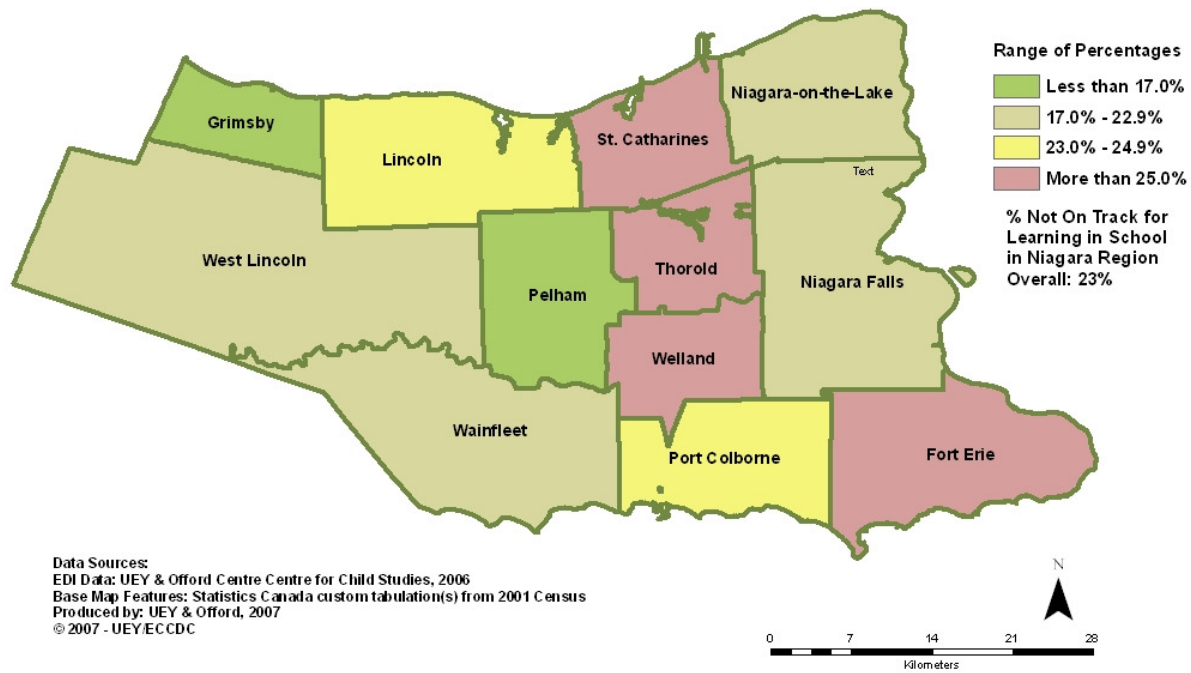 Range of Percentages
Less than 17.0%
17.0% - 22.9%
23.0% - 24.9%
More than 25.0%
% Not On Track for
Learning in School
in Niagara Region
Overall: 23%
Niagara-on-the-Lake
Grimsby
St. Catharines
Lincoln
Text
West Lincoln
Thorold
Niagara Falls
Pelham
Welland
Wainfleet
Port Colborne
Fort Erie
Data Sources:
EDI Data: UEY & Offord Centre Centre for Child Studies, 2006
Base Map Features: Statistics Canada custom tabulation(s) from 2001 Census
Produced by: UEY & Offord, 2007
© 2007 - UEY/ECCDC
N
0 7 14 21 28
Kilometers